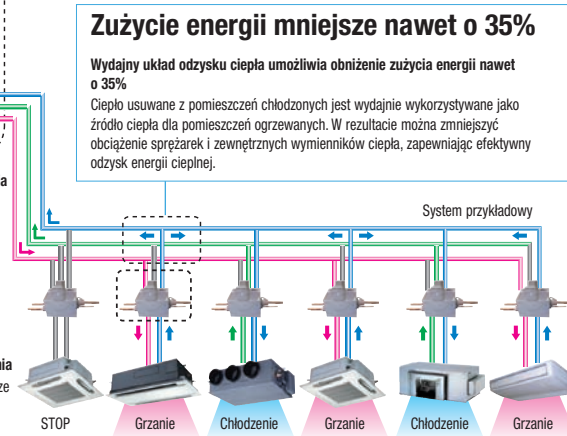 Zużycie energii mniejsze nawet o 35%
Wydajny układ odzysku ciepła umożliwia obniżenie zużycia energii nawet
o 35%
Ciepło usuwane z pomieszczeń chłodzonych jest wydajnie wykorzystywane jako
źródło ciepła dla pomieszczeń ogrzewanych. W rezultacie można zmniejszyć
obciążenie sprężarek i zewnętrznych wymienników ciepła, zapewniając efektywny
odzysk energii cieplnej.
a
System przykładowy
nia
ze
STOP
Grzanie
Chłodzenie
Grzanie
Chłodzenie
Grzanie